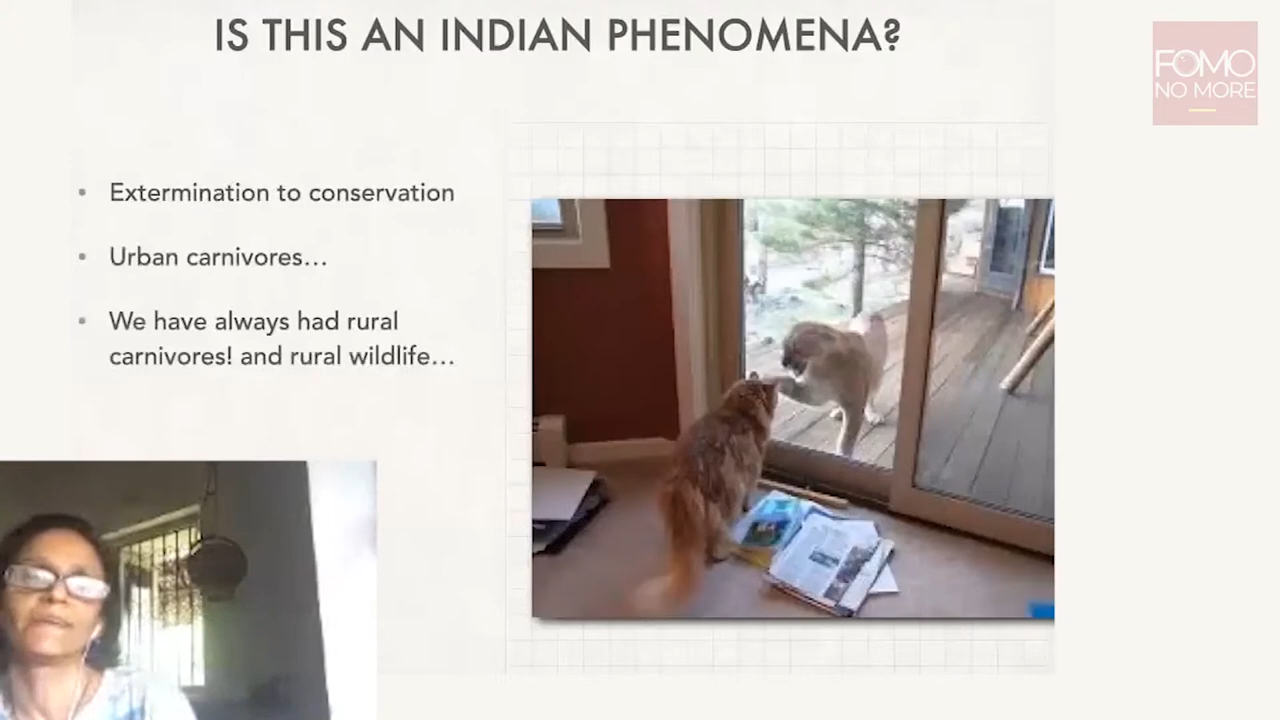 IS THIS AN INDIAN PHENOMENA?
FOMO
NO MORE
• Extermination to conservation
• Urban carnivores…
• We have always had rural
carnivores! and rural wildlife…